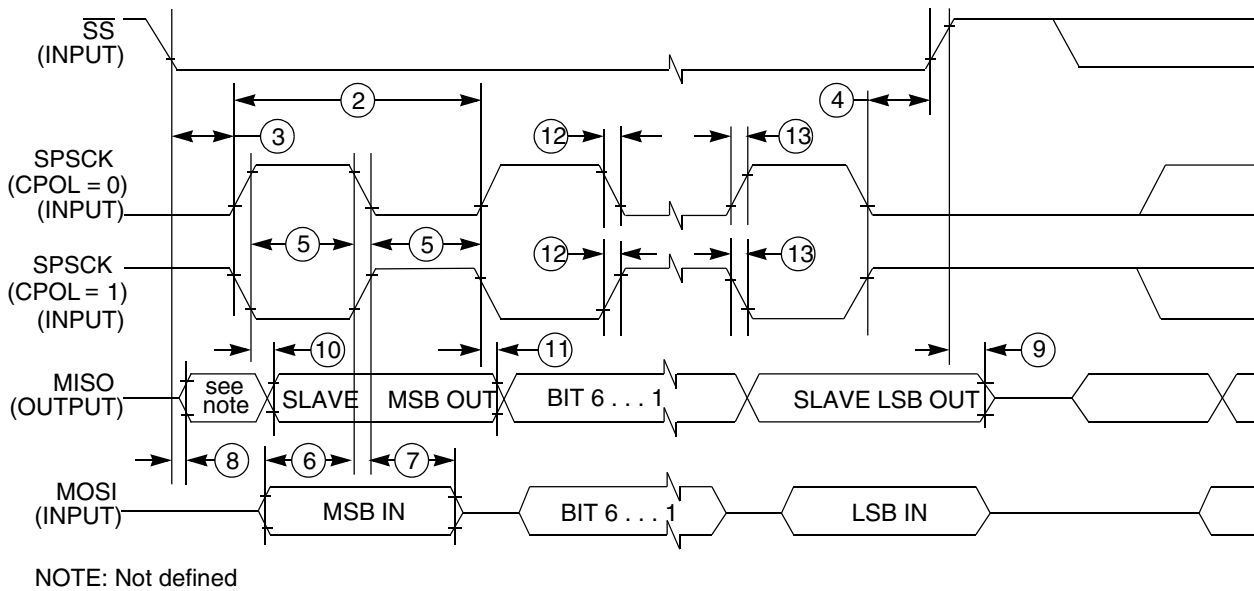 SS
(INPUT)
2
4
3
12
13
SPSCK
(CPOL = 0)
(INPUT)
5
5
12
13
SPSCK
(CPOL = 1)
(INPUT)
10
11
9
MISO
(OUTPUT)
see
note
SLAVE
MSB OUT
BIT 6 . . . 1
SLAVE LSB OUT
8
6
7
MOSI
(INPUT)
MSB IN
BIT 6 . . . 1
LSB IN
NOTE: Not defined